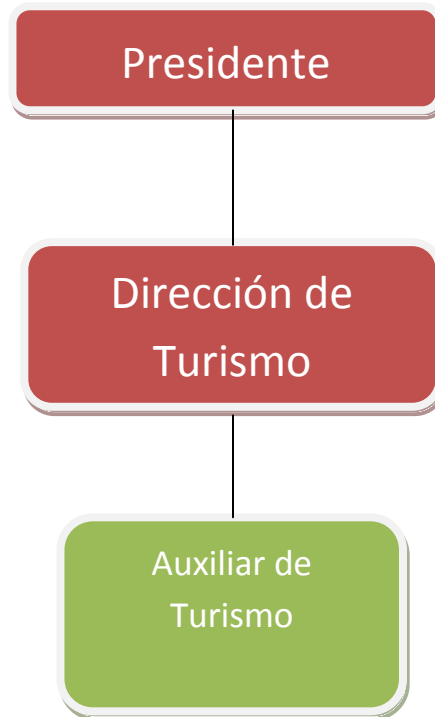 Presidente
Dirección de
Turismo
Auxiliar de
Turismo